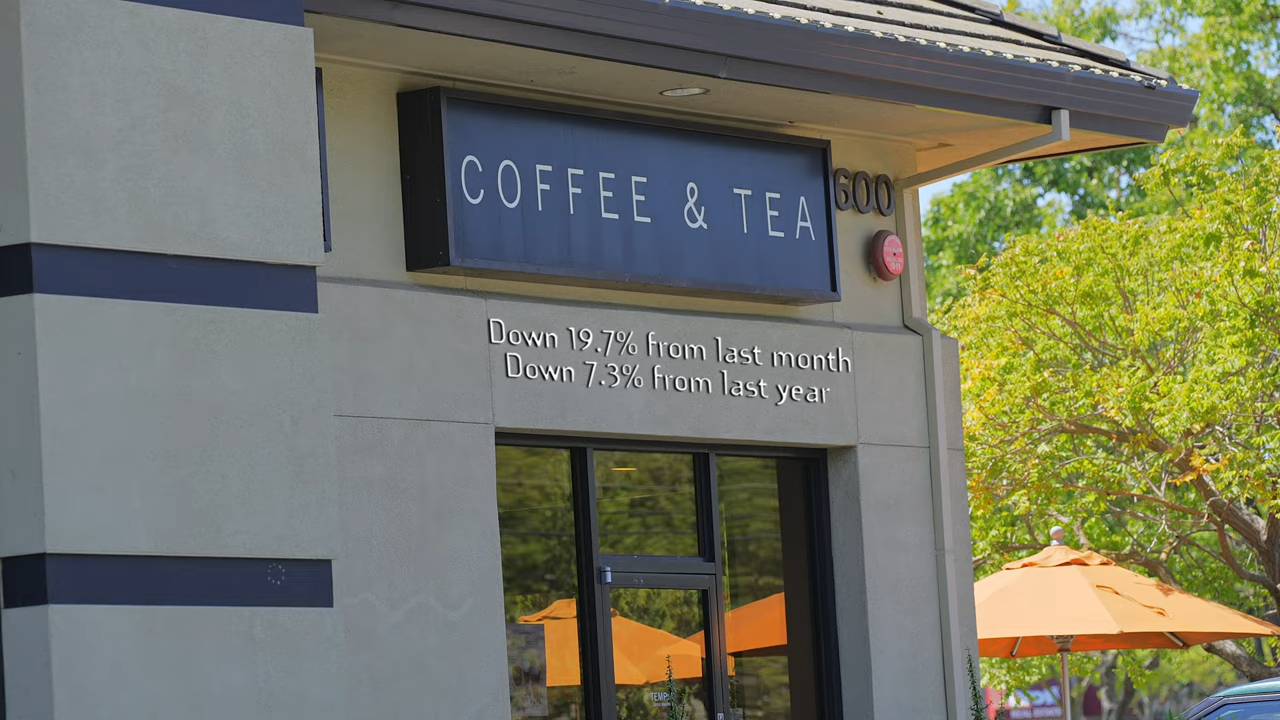 COFFEE & TEA
600
Down 19.7% from last month
Down 7.3% from last year